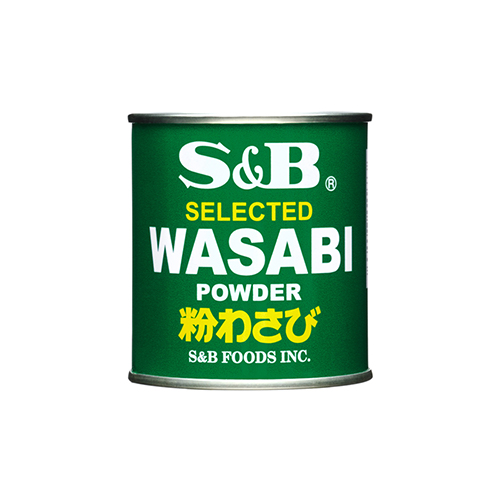 S&B®
SELECTED
WASABI
POWDER
粉わさび
S&B FOODS INC.